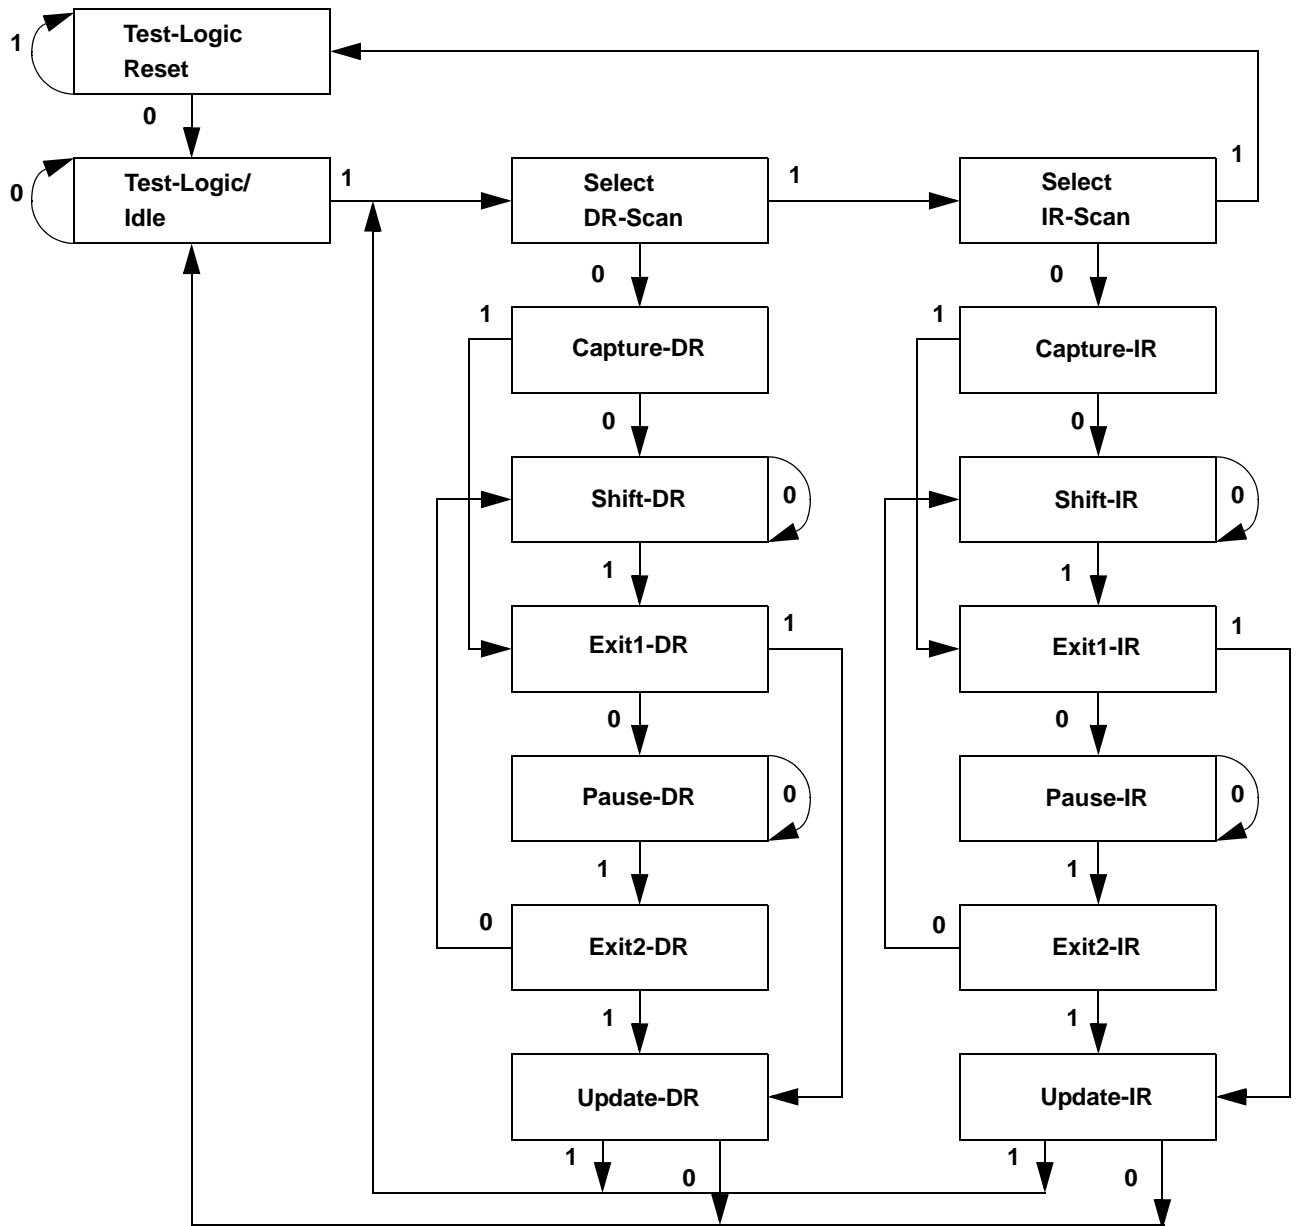 1
Test-Logic
Reset
0
0
Test-Logic/
Idle
1
Select
DR-Scan
1
Select
IR-Scan
1
0
0
1
Capture-DR
1
Capture-IR
0
0
Shift-DR
0
Shift-IR
0
1
1
Exit1-DR
1
Exit1-IR
1
0
0
Pause-DR
0
Pause-IR
0
1
1
0
Exit2-DR
0
Exit2-IR
1
1
Update-DR
Update-IR
1
0
1
0